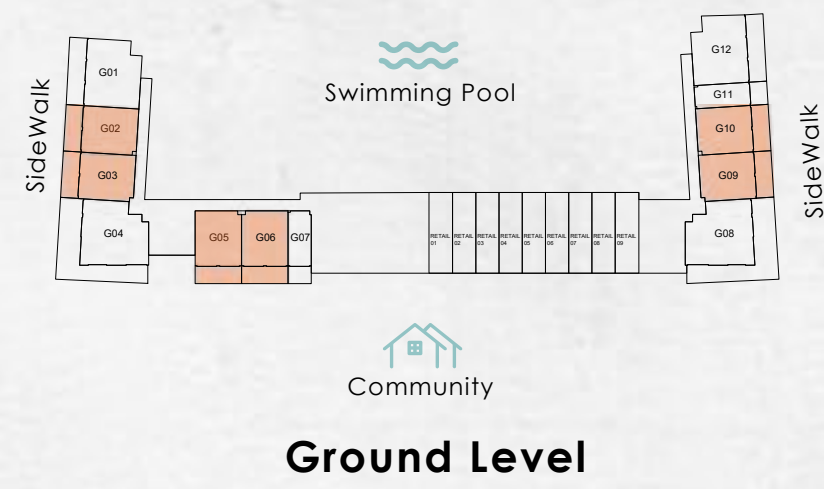 G12
G01
Swimming Pool
G11
G02
G10
SideWalk
SideWalk
G03
G09
G04
G05
G06
G07
RETAIL 01
RETAIL 02
RETAIL 03
RETAIL 04
RETAIL 05
RETAIL 06
RETAIL 07
RETAIL 08
RETAIL 09
G08
Community
Ground Level